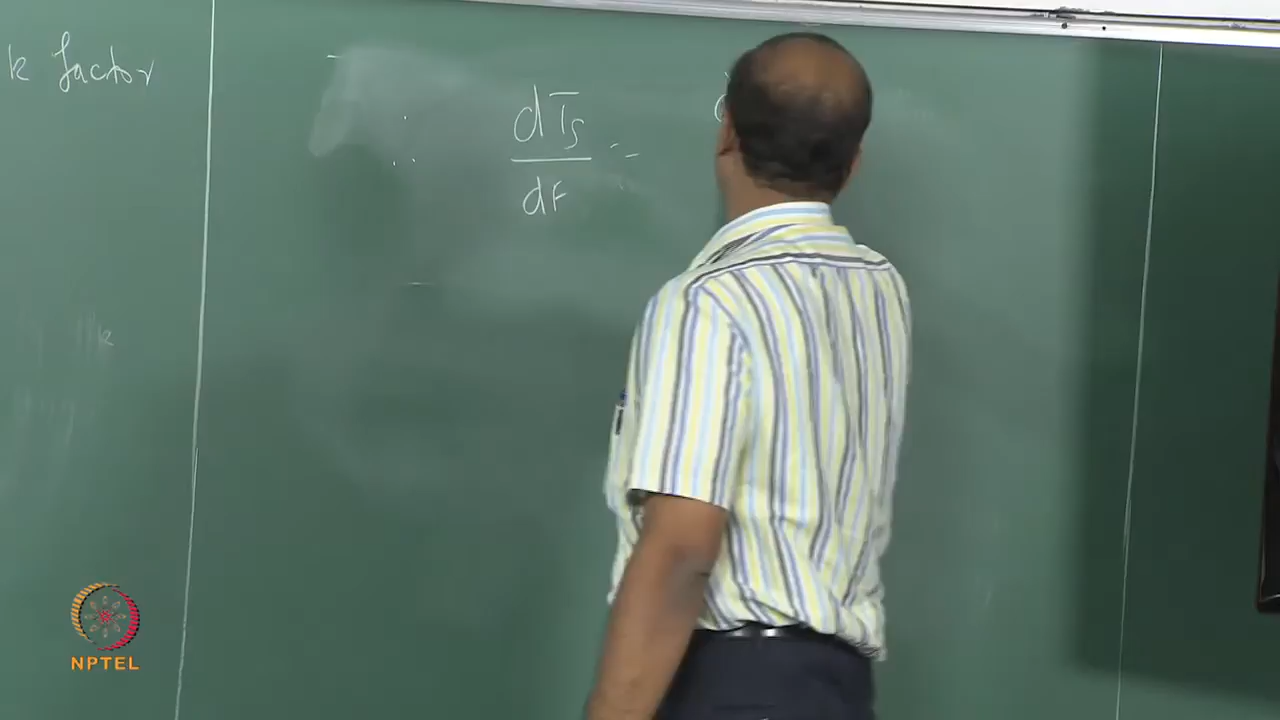 k factor
∴ dTs
dF =
NPTEL